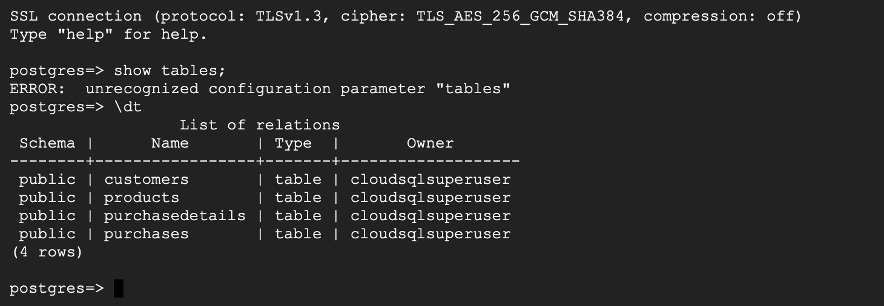 SSL connection (protocol: TLSv1.3, cipher: TLS_AES_256_GCM_SHA384, compression: off)
Type "help" for help.
postgres=> show tables;
ERROR:  unrecognized configuration parameter "tables"
postgres=> \dt
                   List of relations
 Schema |      Name       | Type  |       Owner
--------+-----------------+-------+-------------------
 public | customers       | table | cloudsqlsuperuser
 public | products        | table | cloudsqlsuperuser
 public | purchasedetails | table | cloudsqlsuperuser
 public | purchases       | table | cloudsqlsuperuser
(4 rows)
postgres=>